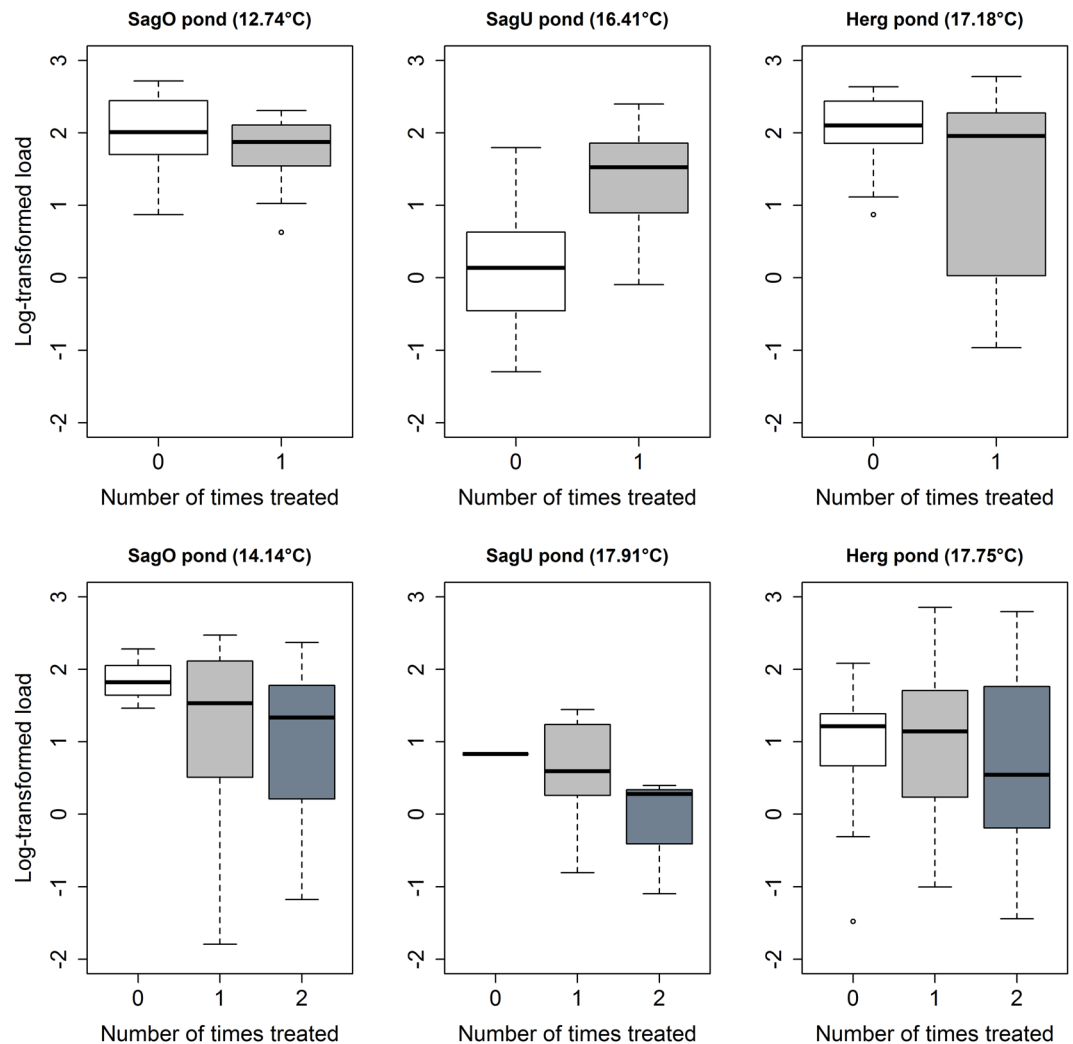 SagO pond (12.74°C)
SagU pond (16.41°C)
Herg pond (17.18°C)
Log-transformed load
3
2
1
0
-1
-2
3
2
1
0
-1
-2
3
2
1
0
-1
-2
0 1
0 1
0 1
Number of times treated
Number of times treated
Number of times treated
SagO pond (14.14°C)
SagU pond (17.91°C)
Herg pond (17.75°C)
Log-transformed load
3
2
1
0
-1
-2
3
2
1
0
-1
-2
3
2
1
0
-1
-2
0 1 2
0 1 2
0 1 2
Number of times treated
Number of times treated
Number of times treated